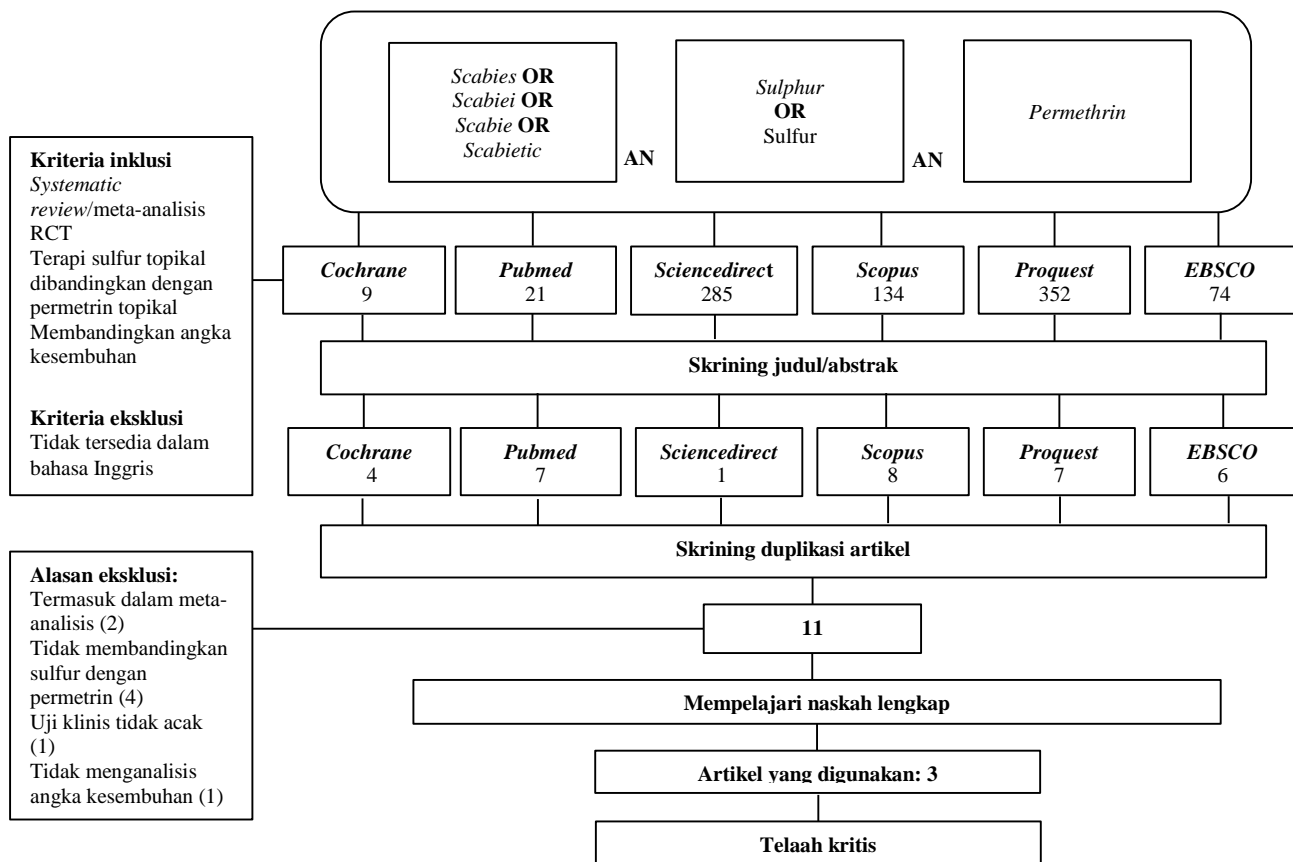 Scabies OR
Scabiei OR
Scabie OR
Scabietic
AN
Sulphur
OR
Sulfur
AN
Permethrin
Kriteria inklusi
Systematic
review/meta-analisis
RCT
Terapi sulfur topikal
dibandingkan dengan
permetrin topikal
Membandingkan angka
kesembuhan
Kriteria eksklusi
Tidak tersedia dalam
bahasa Inggris
Cochrane
9
Pubmed
21
Sciencedirect
285
Scopus
134
Proquest
352
EBSCO
74
Skrining judul/abstrak
Cochrane
4
Pubmed
7
Sciencedirect
1
Scopus
8
Proquest
7
EBSCO
6
Skrining duplikasi artikel
Alasan eksklusi:
Termasuk dalam meta-
analisis (2)
Tidak membandingkan
sulfur dengan
permetrin (4)
Uji klinis tidak acak
(1)
Tidak menganalisis
angka kesembuhan (1)
11
Mempelajari naskah lengkap
Artikel yang digunakan: 3
Telaah kritis